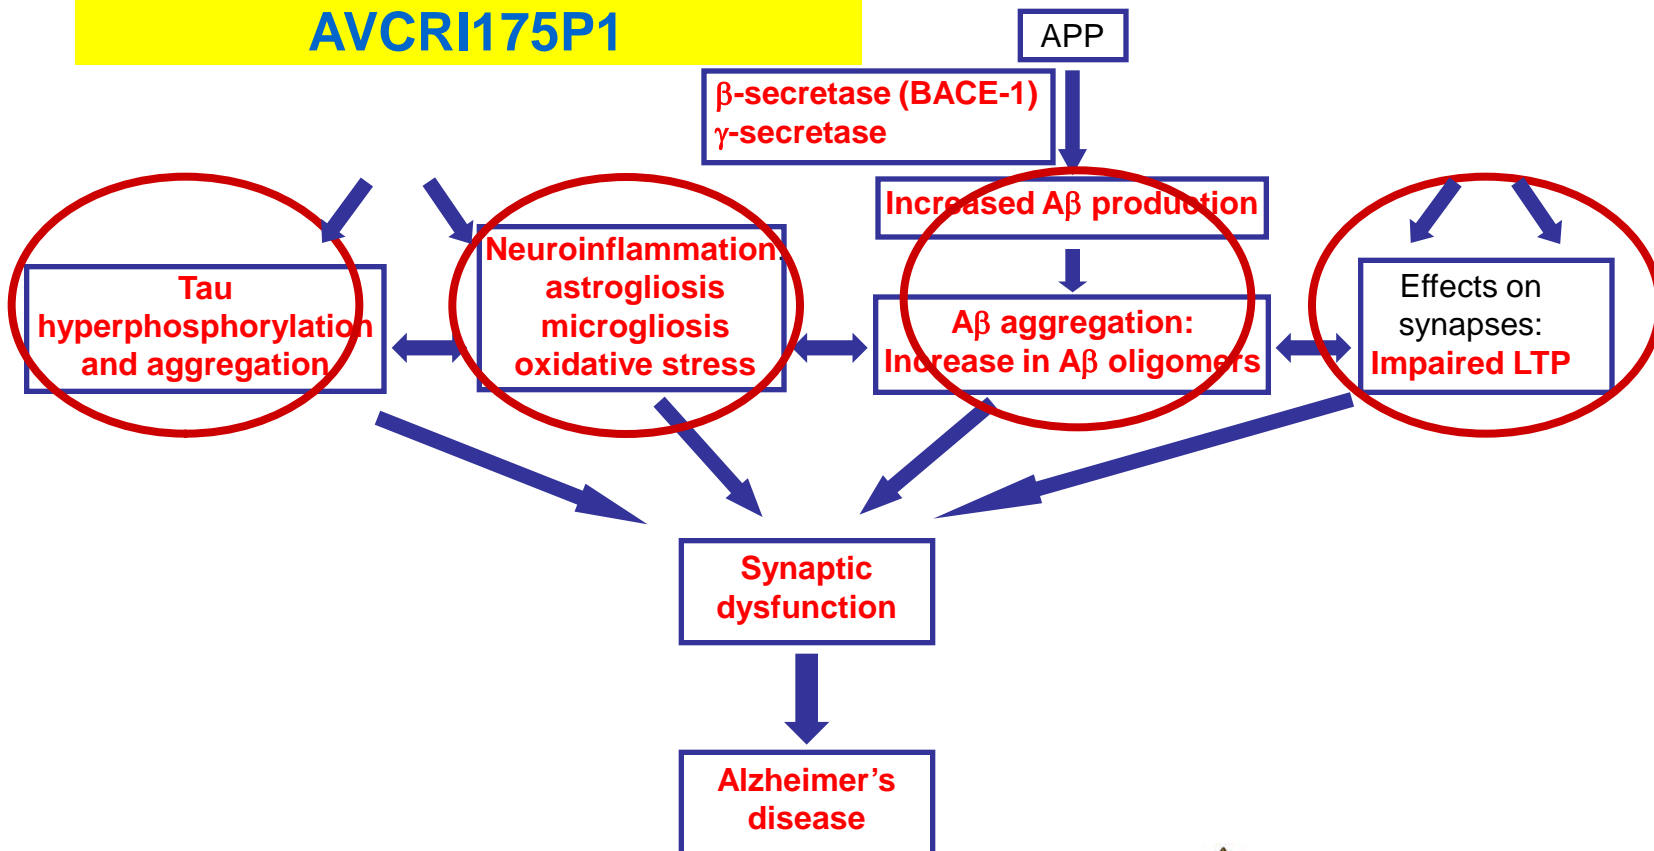 AVCRI175P1
APP
β-secretase (BACE-1)
γ-secretase
Increased Aβ production
Neuroinflammation:
astrogliosis
microgliosis
oxidative stress
Tau
hyperphosphorylation
and aggregation
Aβ aggregation:
Increase in Aβ oligomers
Effects on
synapses:
Impaired LTP
Synaptic
dysfunction
Alzheimer’s
disease